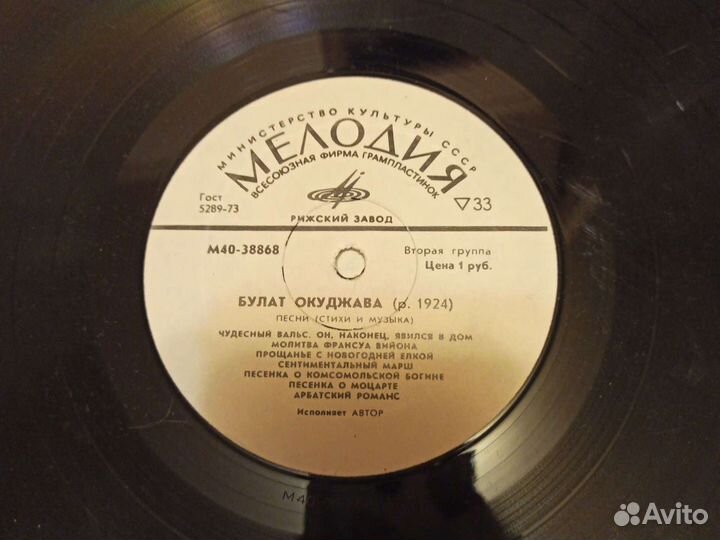 МИНИСТЕРСТВО КУЛЬТУРЫ СССР
МЕЛОДИЯ
ВСЕСОЮЗНАЯ ФИРМА ГРАМПЛАСТИНОК
Гост
5289-73
▽33
РИЖСКИЙ ЗАВОД
М40-38868
Вторая группа
Цена 1 руб.
БУЛАТ ОКУДЖАВА (р. 1924)
ПЕСНИ (СТИХИ И МУЗЫКА)
ЧУДЕСНЫЙ ВАЛЬС. ОН, НАКОНЕЦ, ЯВИЛСЯ В ДОМ
МОЛИТВА ФРАНСУА ВИЙОНА
ПРОЩАНЬЕ С НОВОГОДНЕЙ ЕЛКОЙ
СЕНТИМЕНТАЛЬНЫЙ МАРШ
ПЕСЕНКА О КОМСОМОЛЬСКОЙ БОГИНЕ
ПЕСЕНКА О МОЦАРТЕ
АРБАТСКИЙ РОМАНС
Исполняет АВТОР
Avito